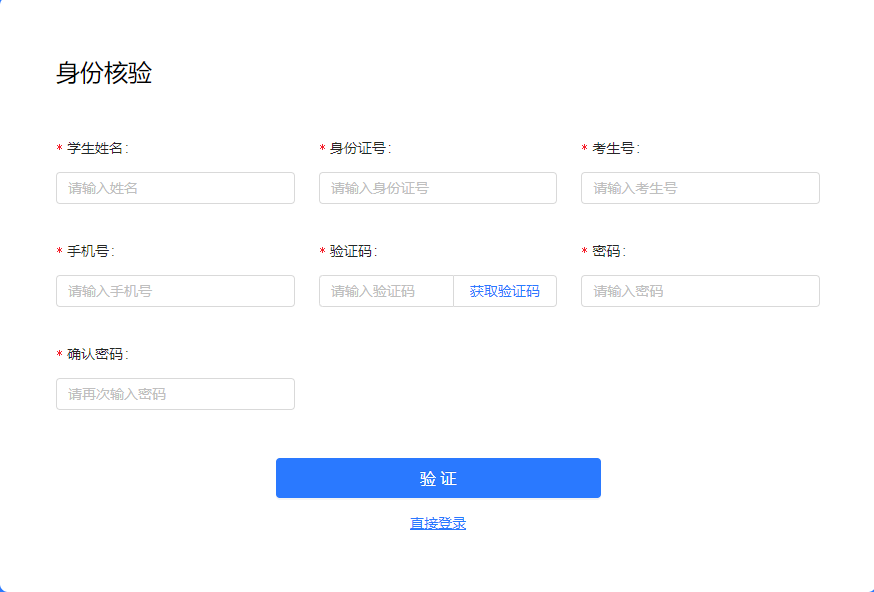 身份核验
* 学生姓名:
* 身份证号:
* 考生号:
请输入姓名
请输入身份证号
请输入考生号
* 手机号:
* 验证码:
* 密码:
请输入手机号
请输入验证码
获取验证码
请输入密码
* 确认密码:
请再次输入密码
验 证
直接登录